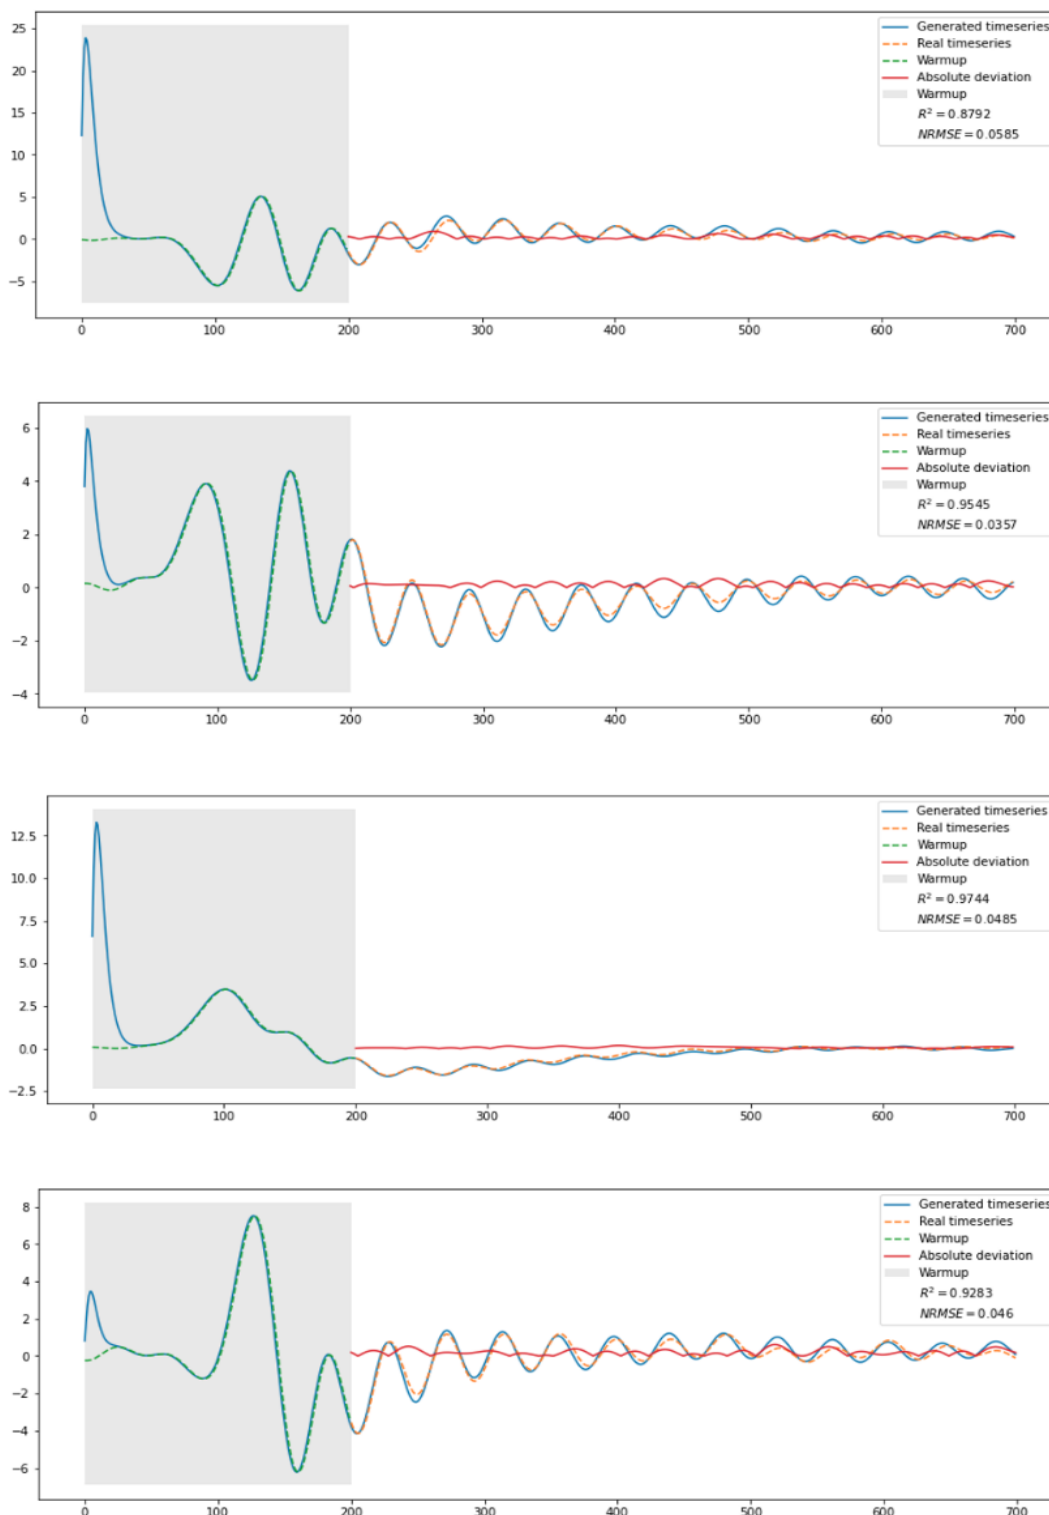 25
20
15
10
5
0
−5
0 100 200 300 400 500 600 700
Generated timeseries
Real timeseries
Warmup
Absolute deviation
Warmup
R² = 0.8792
NRMSE = 0.0585
6
4
2
0
−2
−4
0 100 200 300 400 500 600 700
Generated timeseries
Real timeseries
Warmup
Absolute deviation
Warmup
R² = 0.9545
NRMSE = 0.0357
12.5
10.0
7.5
5.0
2.5
0.0
−2.5
0 100 200 300 400 500 600 700
Generated timeseries
Real timeseries
Warmup
Absolute deviation
Warmup
R² = 0.9744
NRMSE = 0.0485
8
6
4
2
0
−2
−4
−6
0 100 200 300 400 500 600 700
Generated timeseries
Real timeseries
Warmup
Absolute deviation
Warmup
R² = 0.9283
NRMSE = 0.046